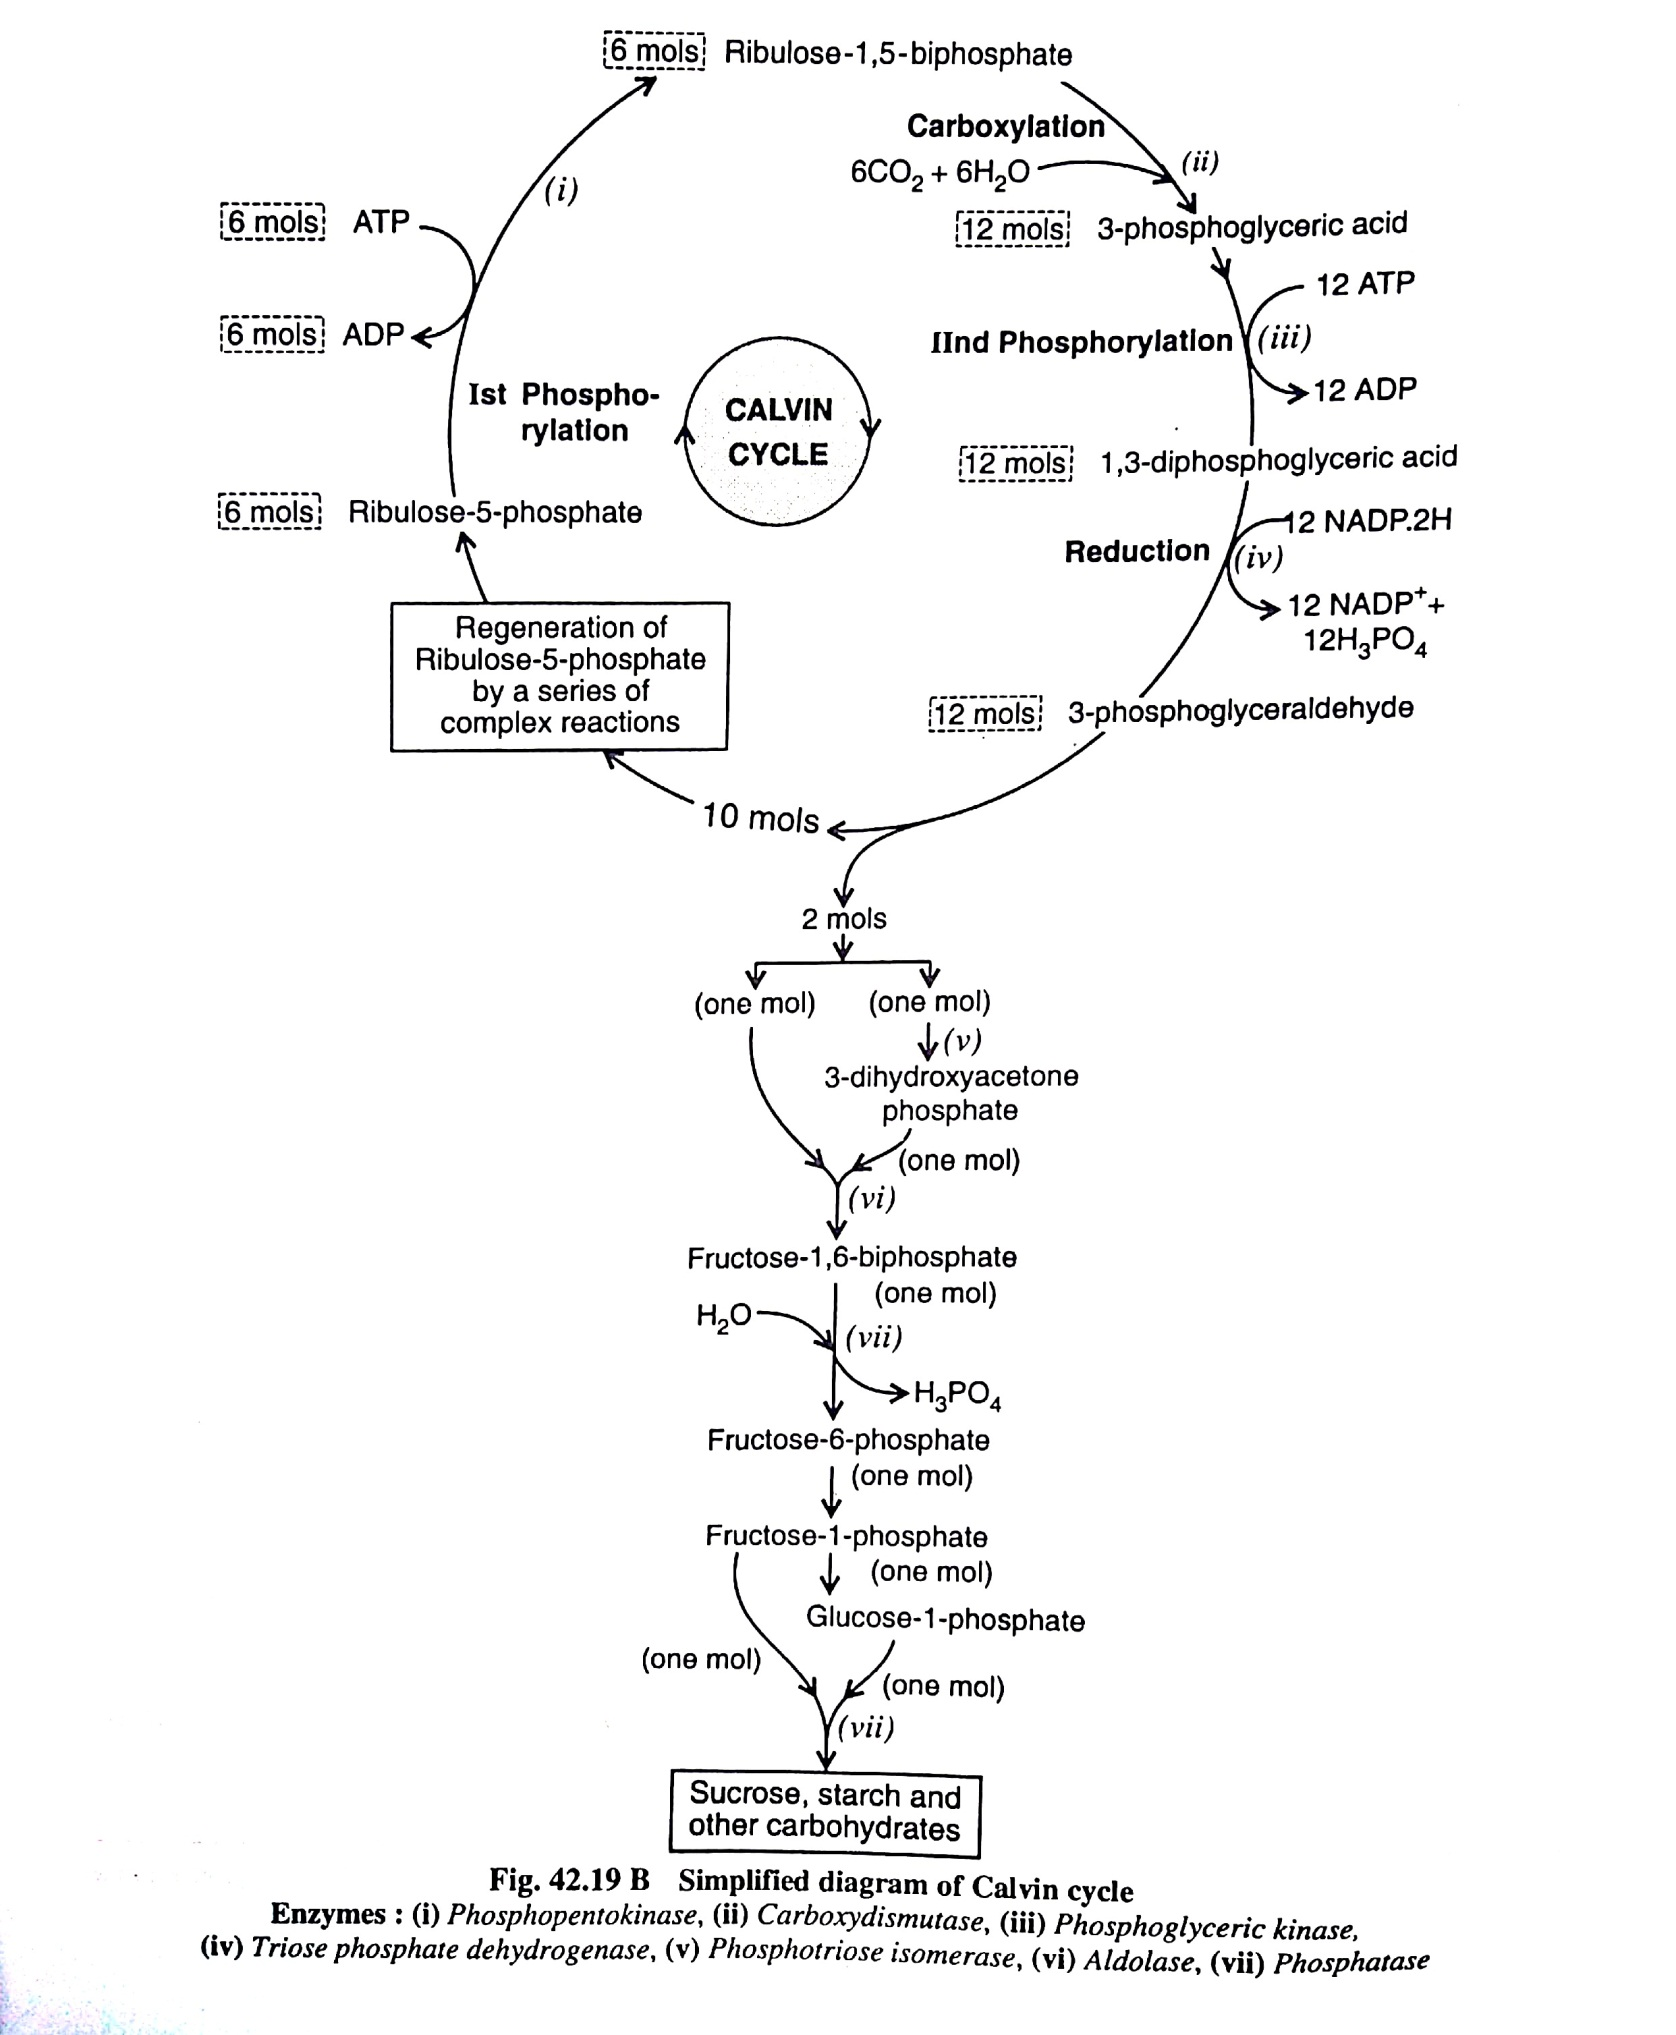 6 mols Ribulose-1,5-biphosphate
Carboxylation
6CO₂ + 6H₂O
(ii)
(i)
6 mols ATP
12 mols 3-phosphoglyceric acid
12 ATP
6 mols ADP
IInd Phosphorylation (iii)
12 ADP
Ist Phospho-
rylation
CALVIN
CYCLE
12 mols 1,3-diphosphoglyceric acid
6 mols Ribulose-5-phosphate
12 NADP.2H
Reduction (iv)
12 NADP⁺+
12H₃PO₄
Regeneration of
Ribulose-5-phosphate
by a series of
complex reactions
12 mols 3-phosphoglyceraldehyde
10 mols
2 mols
(one mol) (one mol)
(v)
3-dihydroxyacetone
phosphate
(one mol)
(vi)
Fructose-1,6-biphosphate
(one mol)
H₂O
(vii)
H₃PO₄
Fructose-6-phosphate
(one mol)
Fructose-1-phosphate
(one mol)
Glucose-1-phosphate
(one mol)
(one mol)
(vii)
Sucrose, starch and
other carbohydrates
Fig. 42.19 B Simplified diagram of Calvin cycle
Enzymes : (i) Phosphopentokinase, (ii) Carboxydismutase, (iii) Phosphoglyceric kinase,
(iv) Triose phosphate dehydrogenase, (v) Phosphotriose isomerase, (vi) Aldolase, (vii) Phosphatase